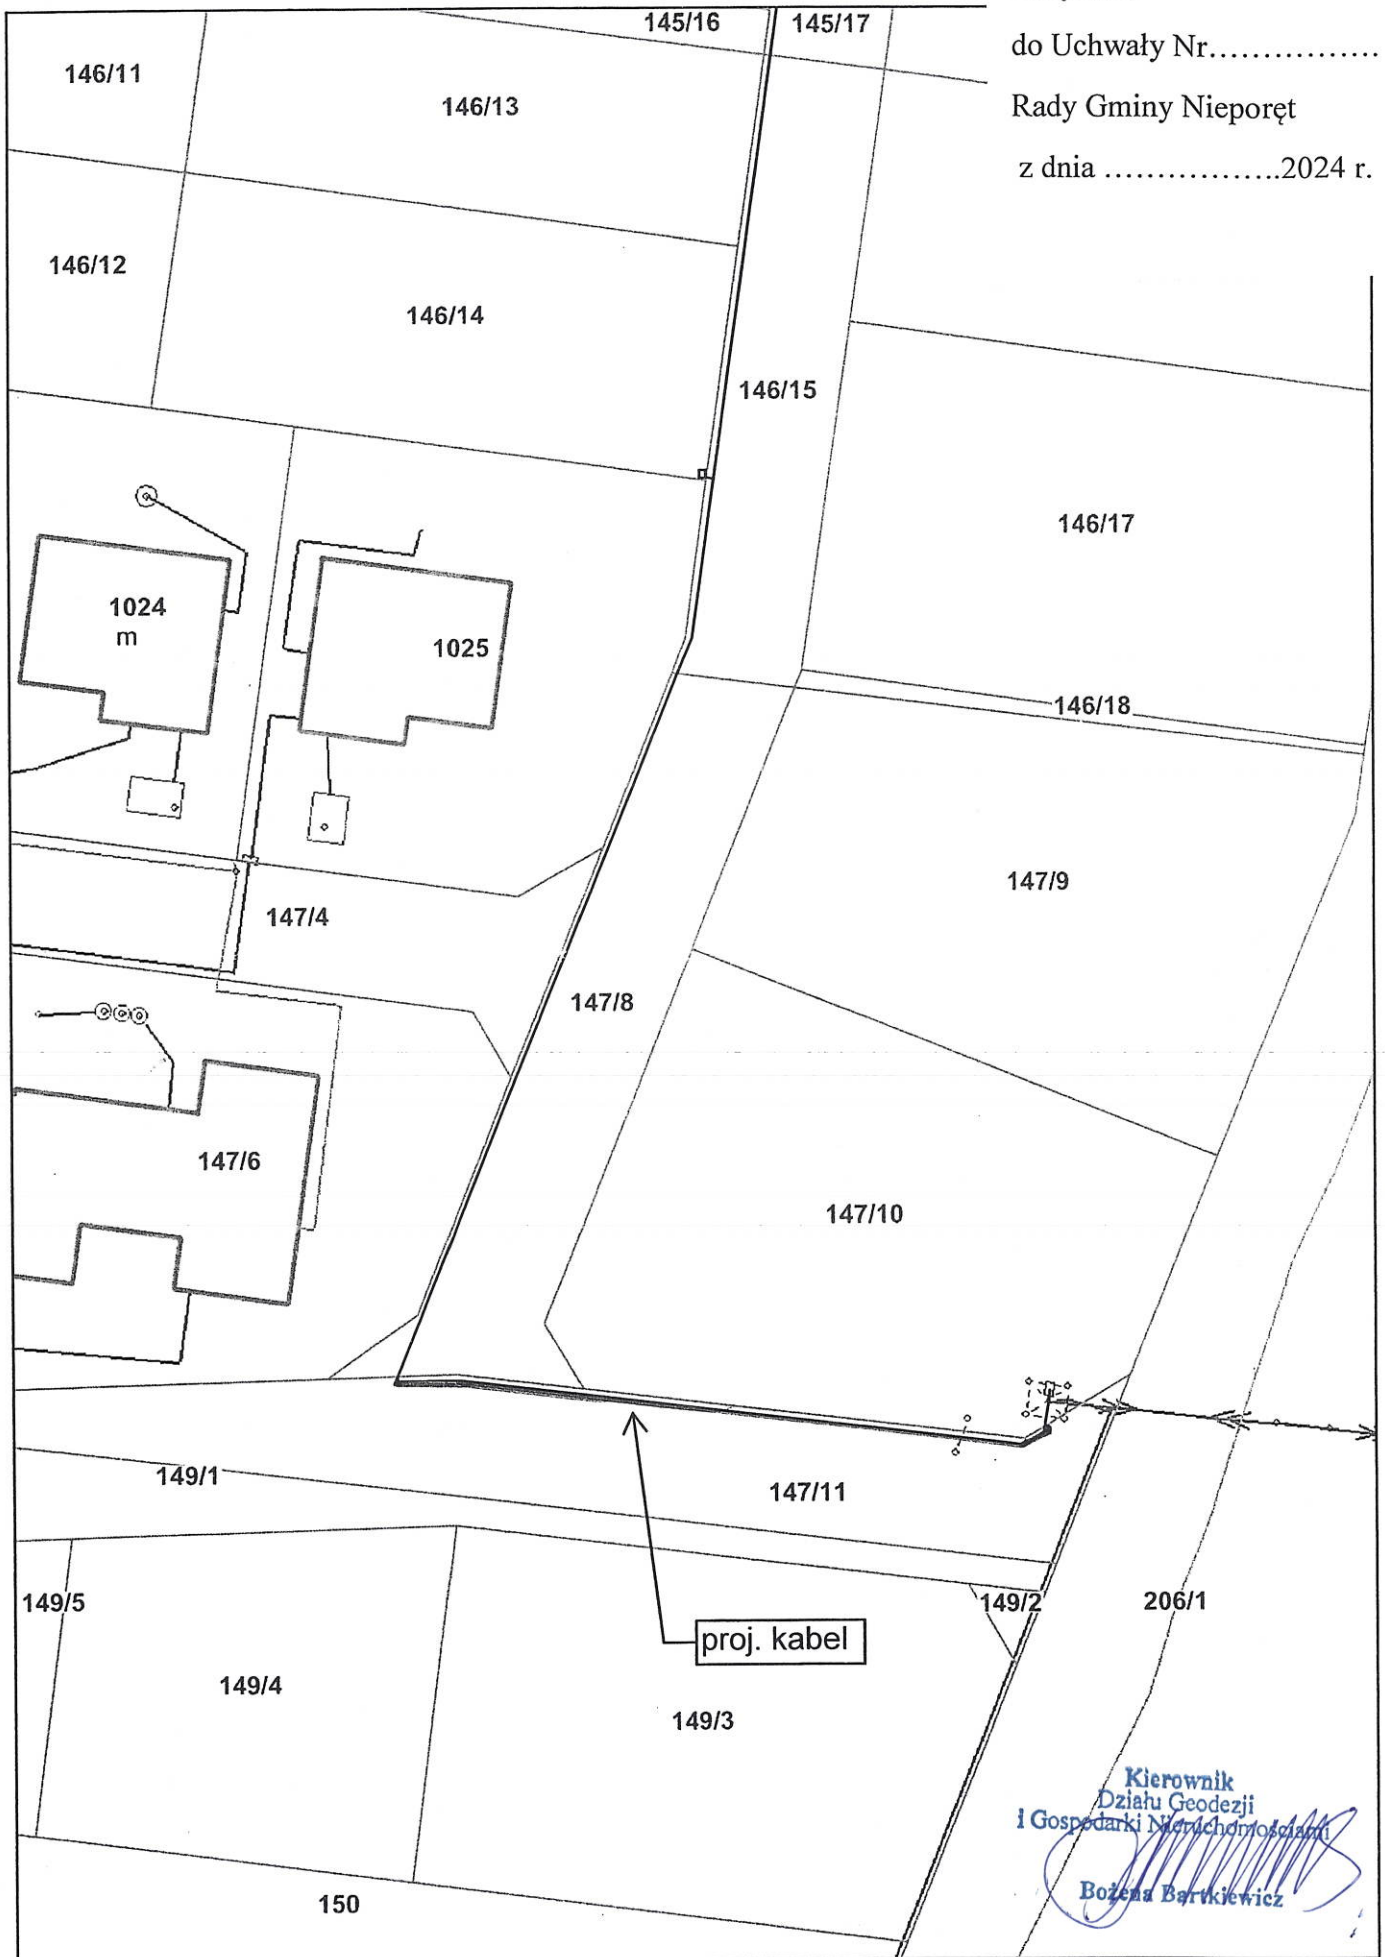 do Uchwały Nr................
Rady Gminy Nieporęt
z dnia .................2024 r.
145/16
145/17
146/11
146/13
146/12
146/14
146/15
146/17
1024
m
1025
146/18
147/9
147/4
147/8
147/6
147/10
149/1
147/11
149/5
149/2
206/1
proj. kabel
149/4
149/3
150
Kierownik
Działu Geodezji
i Gospodarki Nieruchomościami
Bożena Bartkiewicz